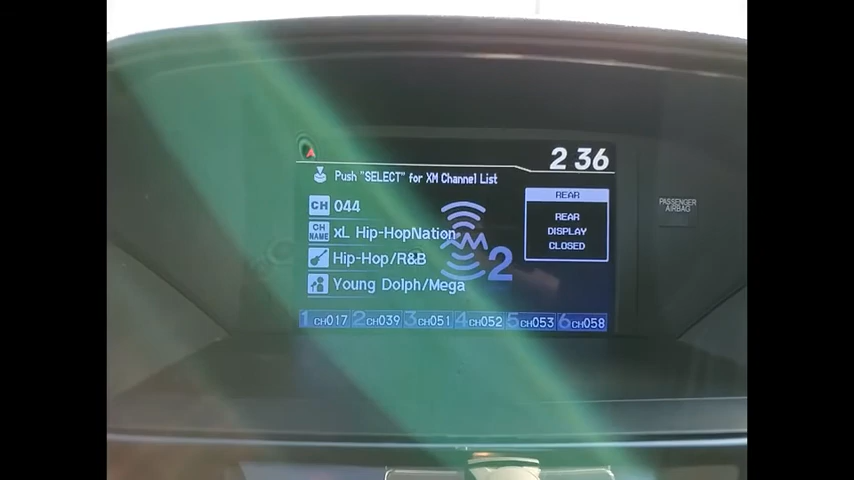 2 36
Push "SELECT" for XM Channel List
CH 044
CH NAME xL Hip-HopNation
Hip-Hop/R&B
Young Dolph/Mega
2
REAR
REAR
DISPLAY
CLOSED
1 CH017 2 CH039 3 CH051 4 CH052 5 CH053 6 CH058
PASSENGER
AIRBAG